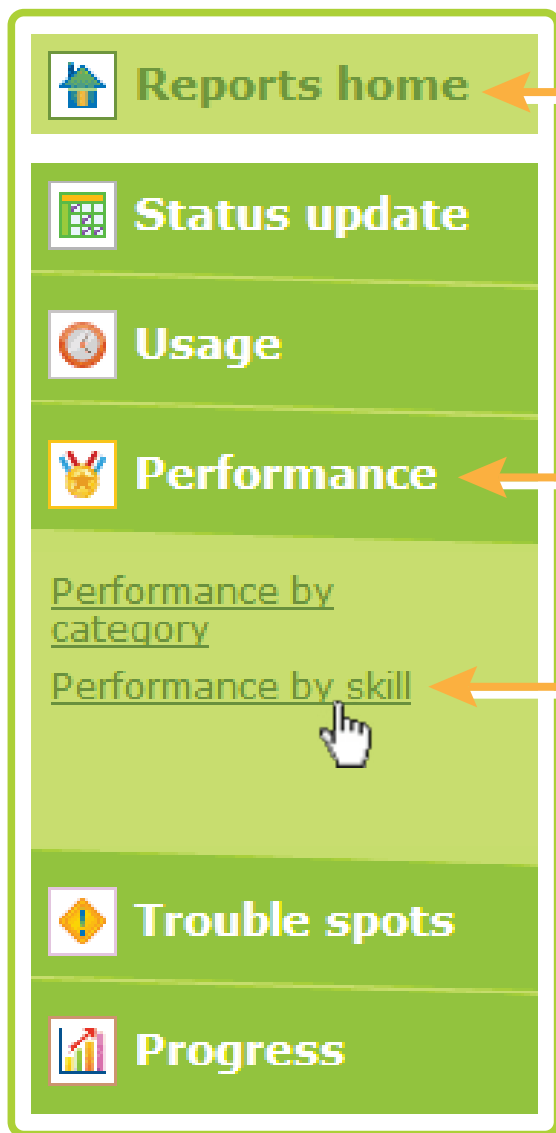 Reports home
Status update
Usage
Performance
Performance by
category
Performance by skill
Trouble spots
Progress